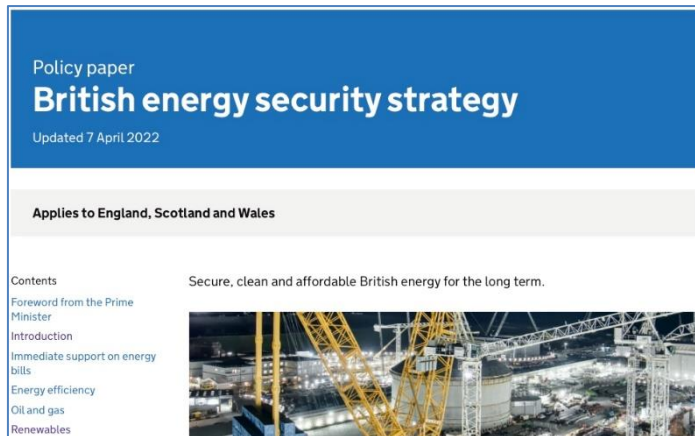 Policy paper
British energy security strategy
Updated 7 April 2022
Applies to England, Scotland and Wales
Contents
Foreword from the Prime
Minister
Introduction
Immediate support on energy
bills
Energy efficiency
Oil and gas
Renewables
Secure, clean and affordable British energy for the long term.